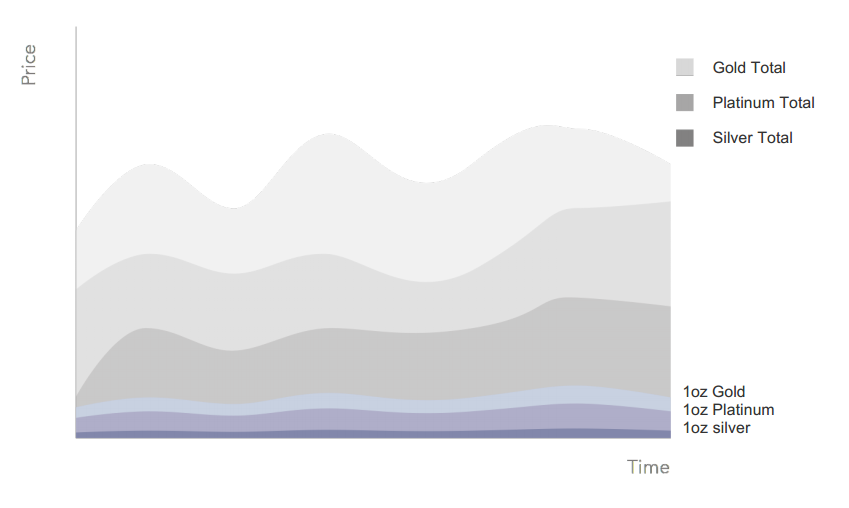 Price
Gold Total
Platinum Total
Silver Total
1oz Gold
1oz Platinum
1oz silver
Time